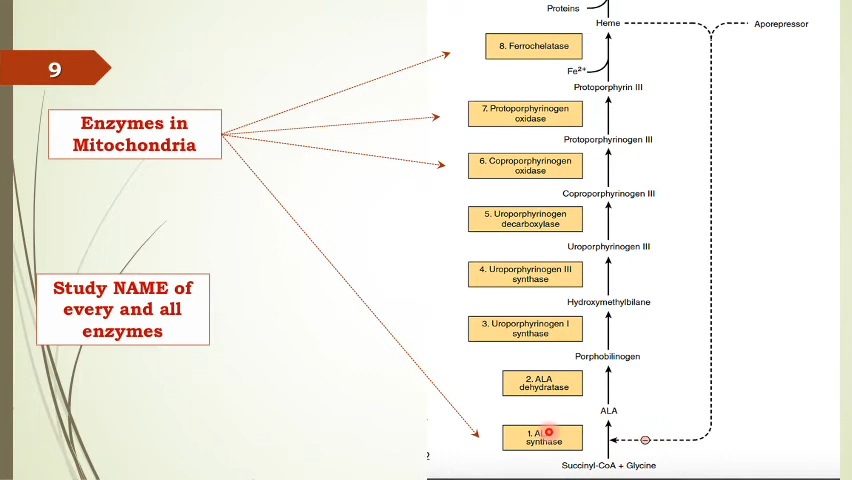 Proteins
Heme
Aporepressor
8. Ferrochelatase
9
Fe2+
Protoporphyrin III
7. Protoporphyrinogen
oxidase
Enzymes in
Mitochondria
Protoporphyrinogen III
6. Coproporphyrinogen
oxidase
Coproporphyrinogen III
5. Uroporphyrinogen
decarboxylase
Uroporphyrinogen III
4. Uroporphyrinogen III
synthase
Study NAME of
every and all
enzymes
Hydroxymethylbilane
3. Uroporphyrinogen I
synthase
Porphobilinogen
2. ALA
dehydratase
ALA
1.
synthase
2
Succinyl-CoA + Glycine